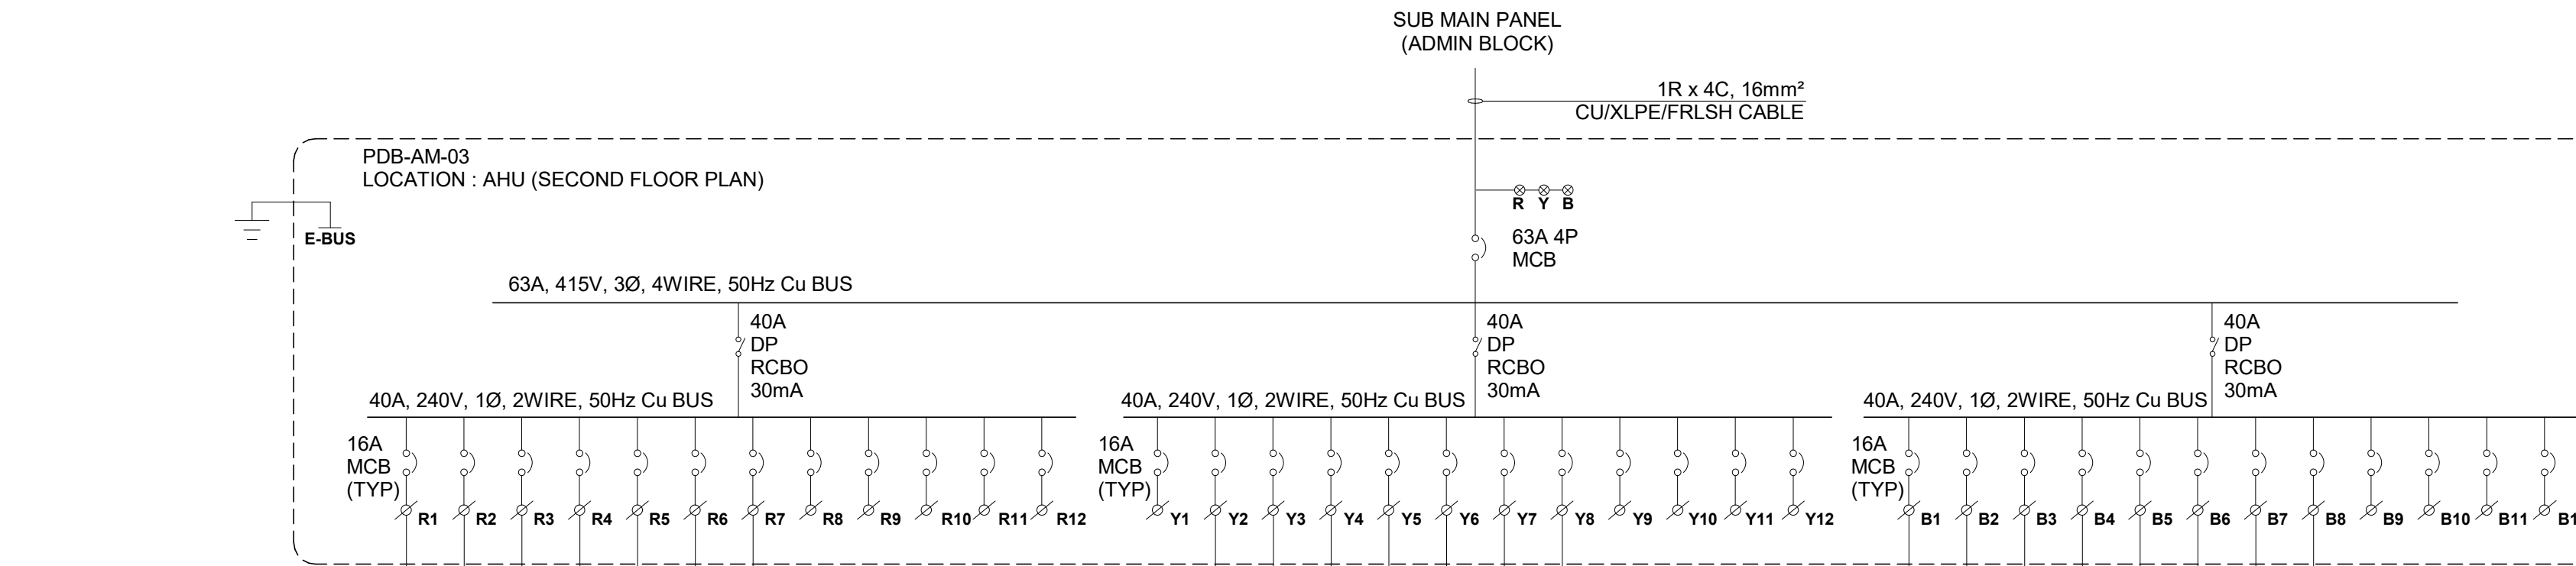 SUB MAIN PANEL
(ADMIN BLOCK)
1R x 4C, 16mm²
CU/XLPE/FRLSH CABLE
PDB-AM-03
LOCATION : AHU (SECOND FLOOR PLAN)
R Y B
E-BUS
63A 4P
MCB
63A, 415V, 3Ø, 4WIRE, 50Hz Cu BUS
40A
DP
RCBO
30mA
40A
DP
RCBO
30mA
40A
DP
RCBO
30mA
40A, 240V, 1Ø, 2WIRE, 50Hz Cu BUS
40A, 240V, 1Ø, 2WIRE, 50Hz Cu BUS
40A, 240V, 1Ø, 2WIRE, 50Hz Cu BUS
16A
MCB
(TYP)
R1 R2 R3 R4 R5 R6 R7 R8 R9 R10 R11 R12
16A
MCB
(TYP)
Y1 Y2 Y3 Y4 Y5 Y6 Y7 Y8 Y9 Y10 Y11 Y12
16A
MCB
(TYP)
B1 B2 B3 B4 B5 B6 B7 B8 B9 B10 B11